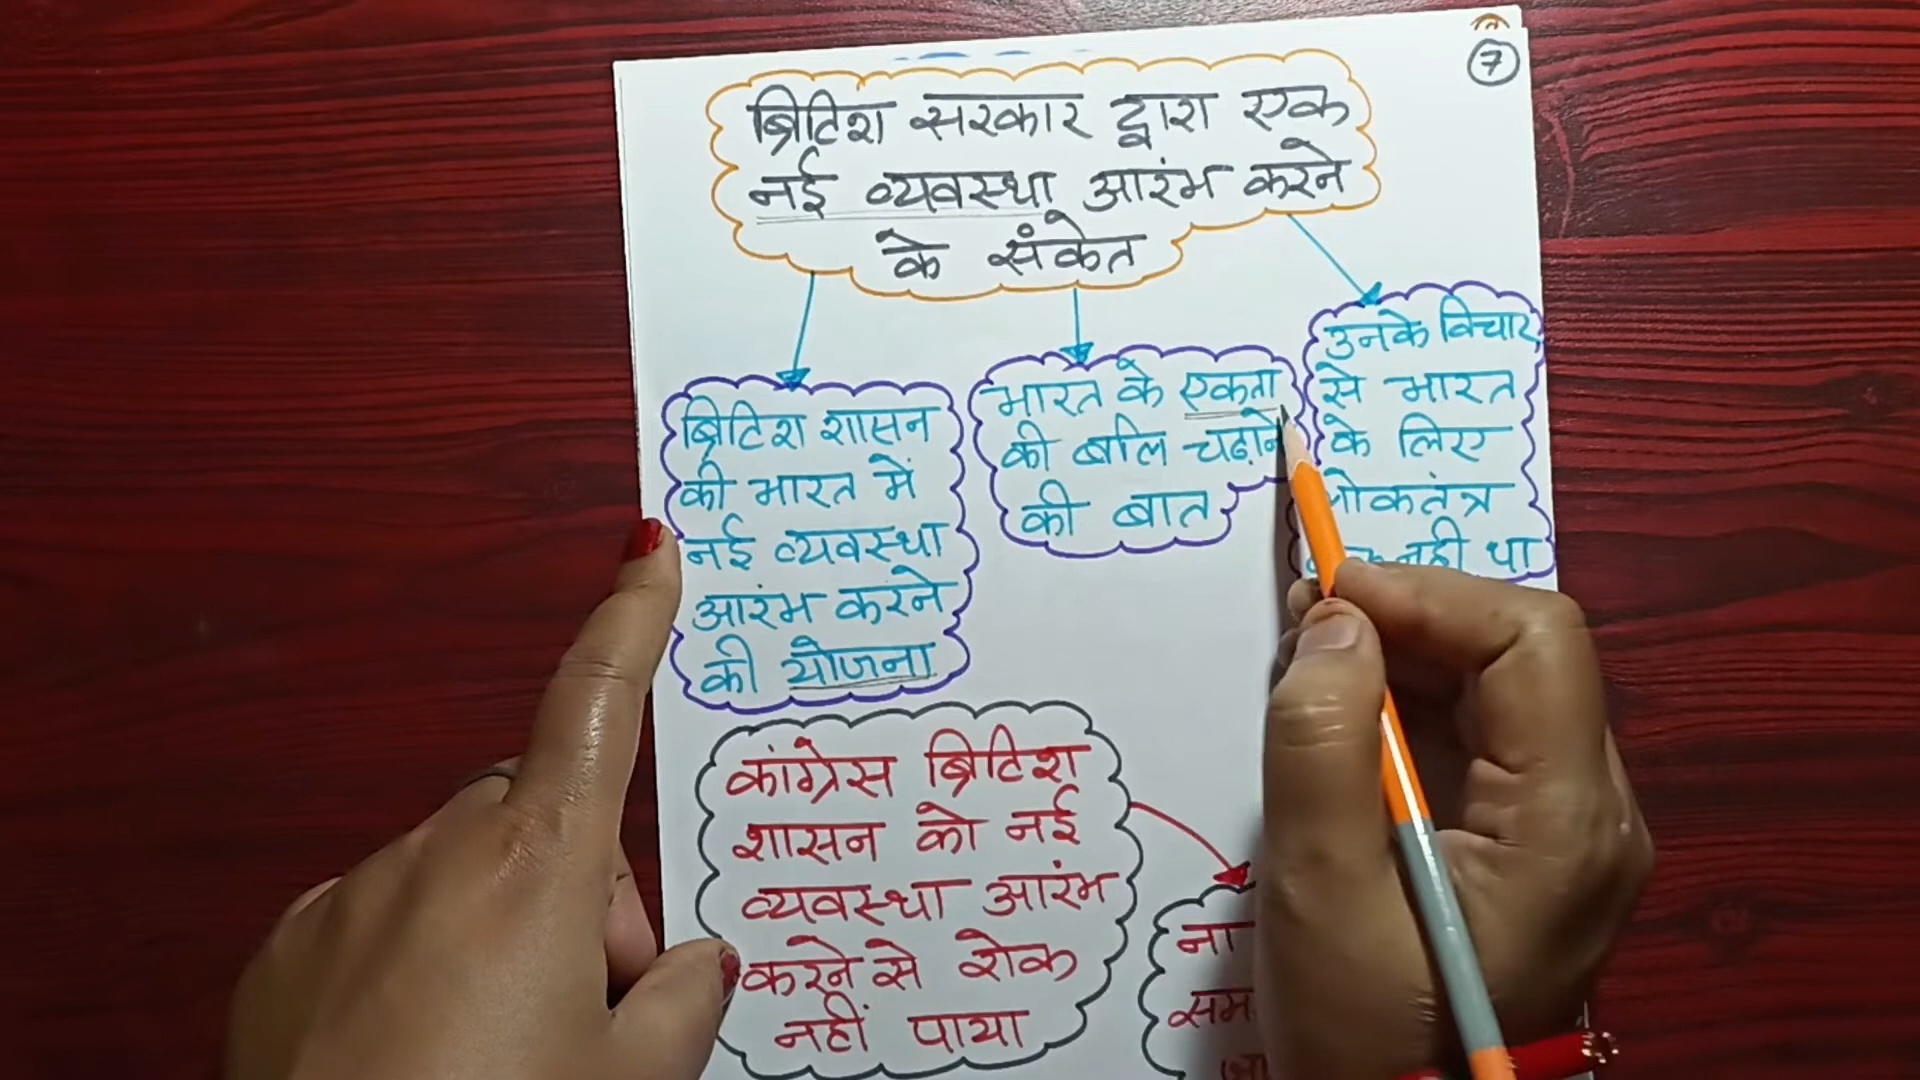 7
ब्रिटिश सरकार द्वारा एक
नई व्यवस्था आरंभ करने
के संकेत
ब्रिटिश शासन
की भारत में
नई व्यवस्था
आरंभ करने
की योजना
भारत के एकता
की बलि चढ़ाने
की बात
उनके विचार
से भारत
के लिए
नहीं था
कांग्रेस ब्रिटिश
शासन को नई
व्यवस्था आरंभ
करने से रोक
नहीं पाया
ना